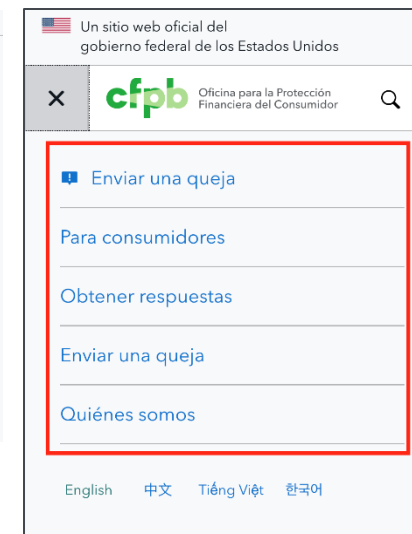 Un sitio web oficial del
gobierno federal de los Estados Unidos
cfpb Oficina para la Protección
Financiera del Consumidor
Enviar una queja
Para consumidores
Obtener respuestas
Enviar una queja
Quiénes somos
English 中文 Tiếng Việt 한국어